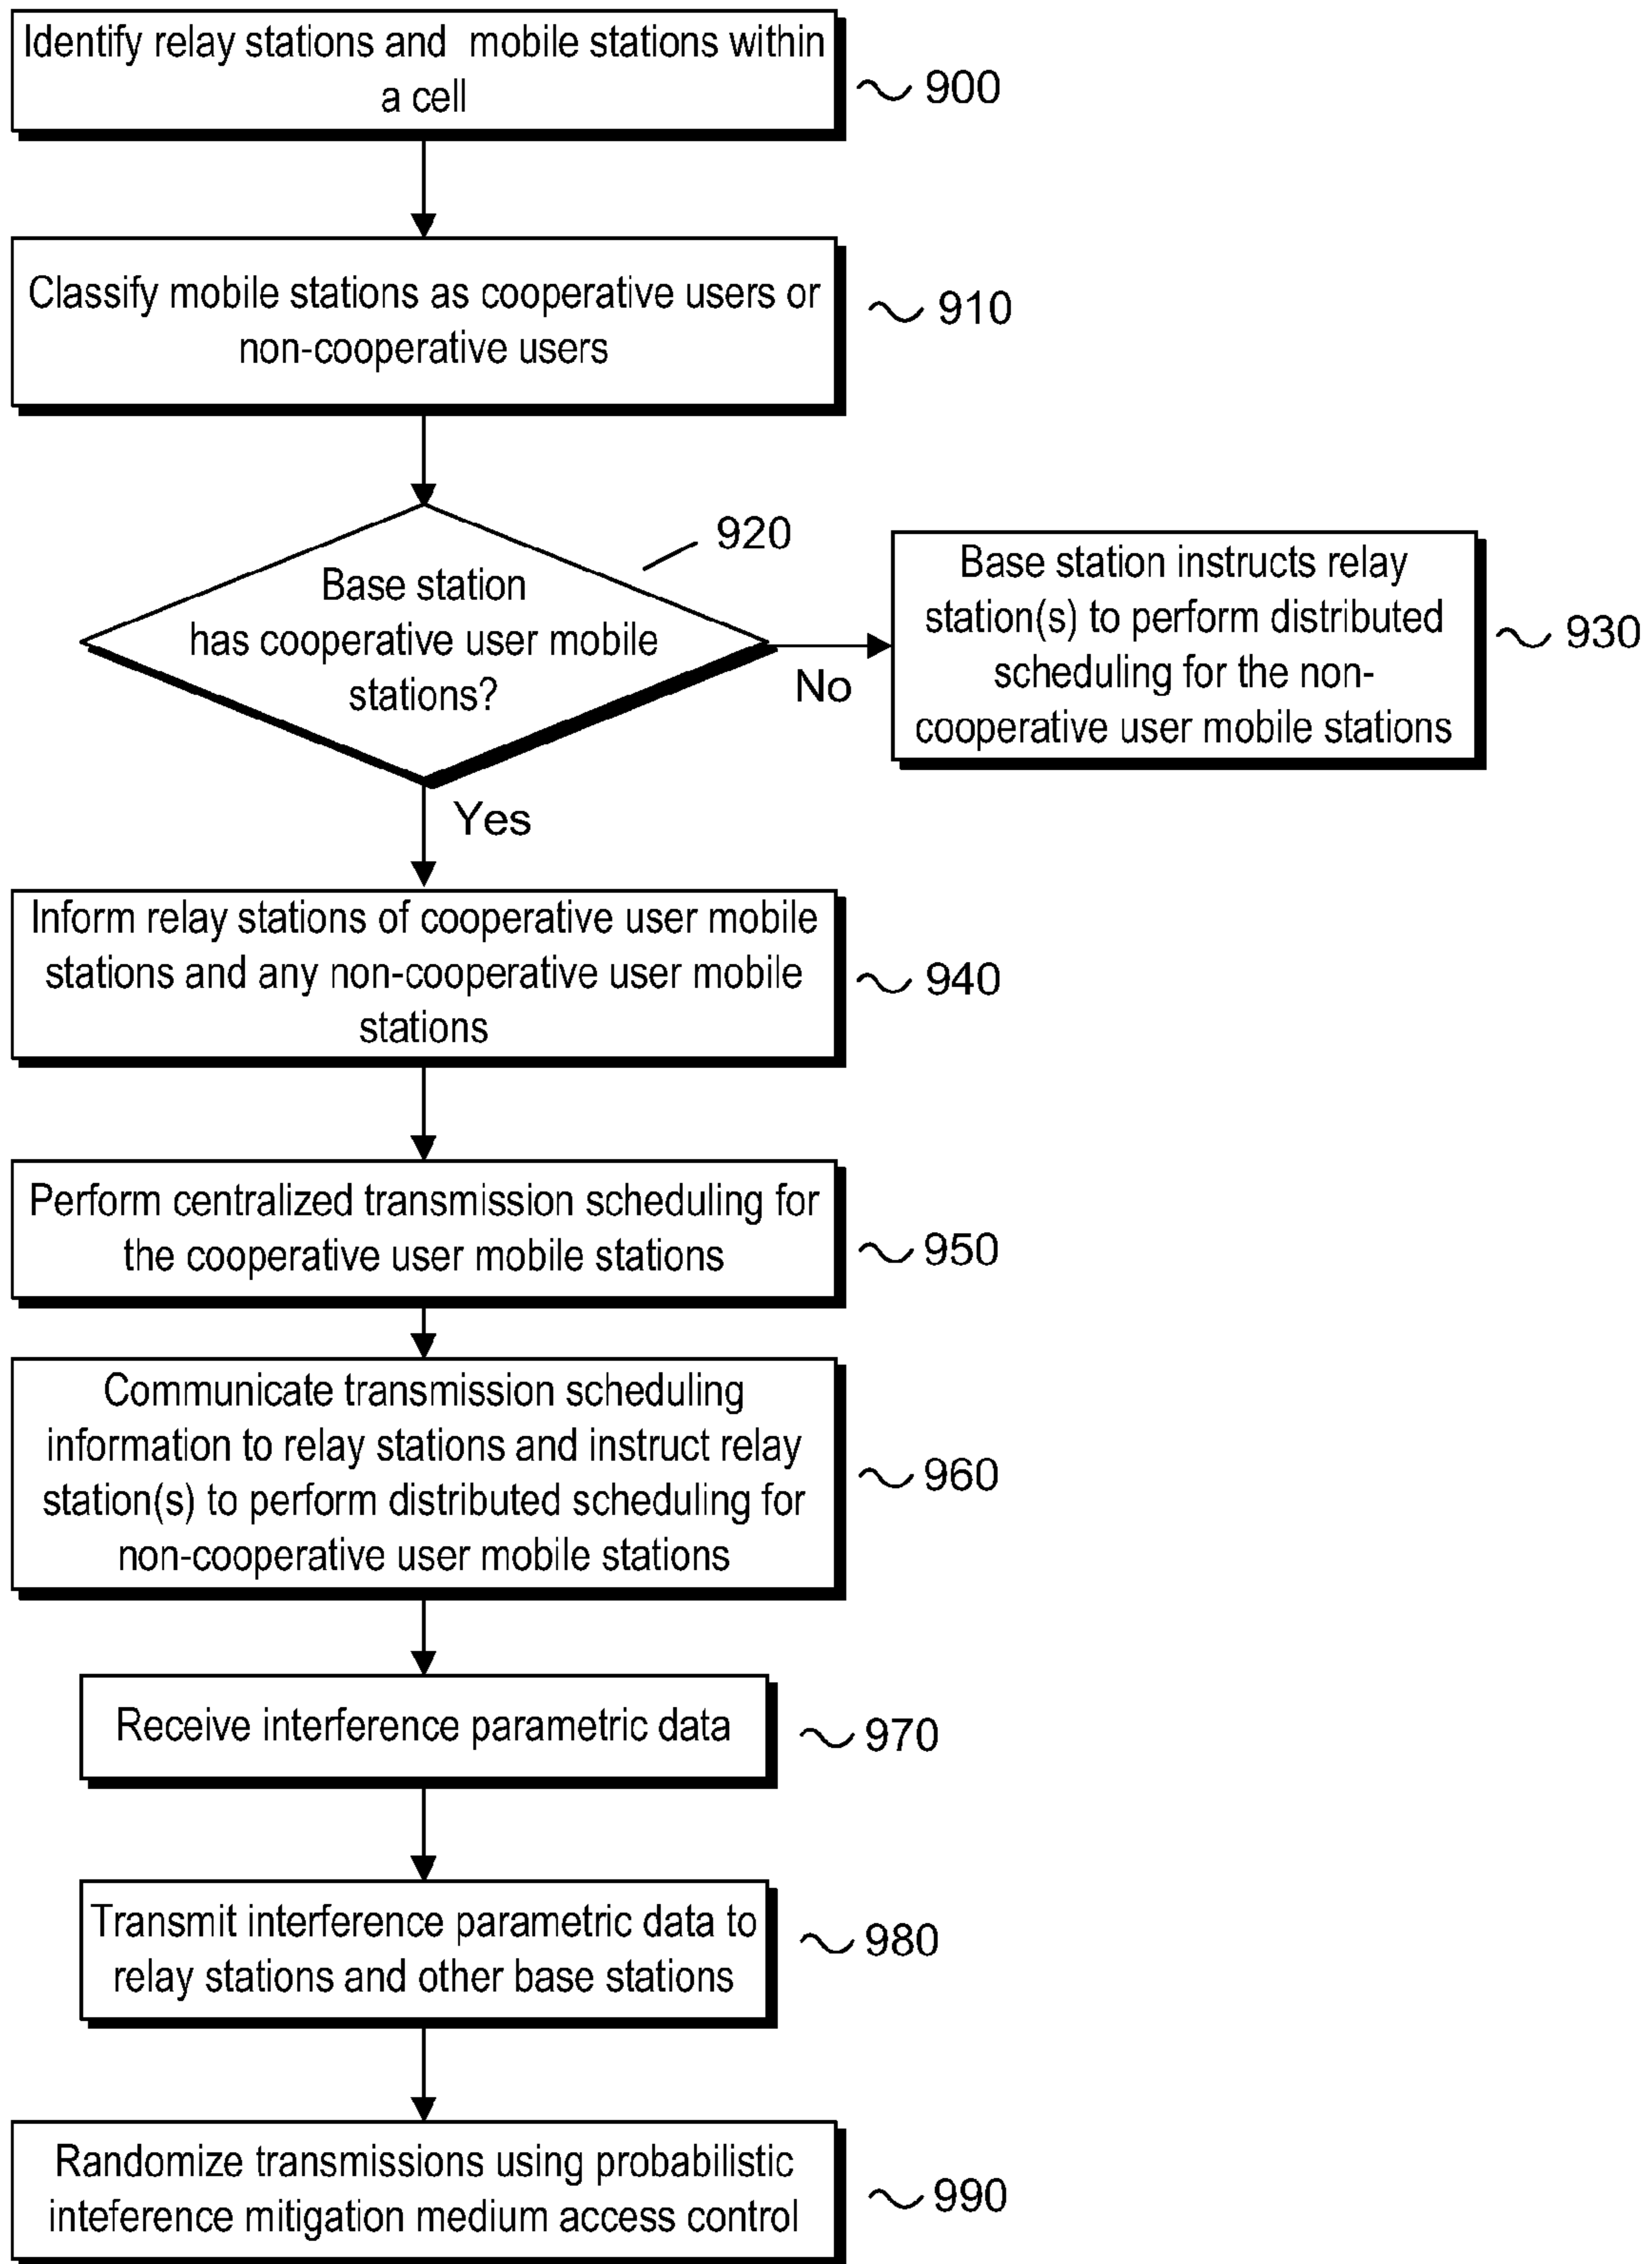 Identify relay stations and mobile stations within
a cell
900
Classify mobile stations as cooperative users or
non-cooperative users
910
920
Base station
has cooperative user mobile
stations?
No
Base station instructs relay
station(s) to perform distributed
scheduling for the non-
cooperative user mobile stations
930
Yes
Inform relay stations of cooperative user mobile
stations and any non-cooperative user mobile
stations
940
Perform centralized transmission scheduling for
the cooperative user mobile stations
950
Communicate transmission scheduling
information to relay stations and instruct relay
station(s) to perform distributed scheduling for
non-cooperative user mobile stations
960
Receive interference parametric data
970
Transmit interference parametric data to
relay stations and other base stations
980
Randomize transmissions using probabilistic
inteference mitigation medium access control
990